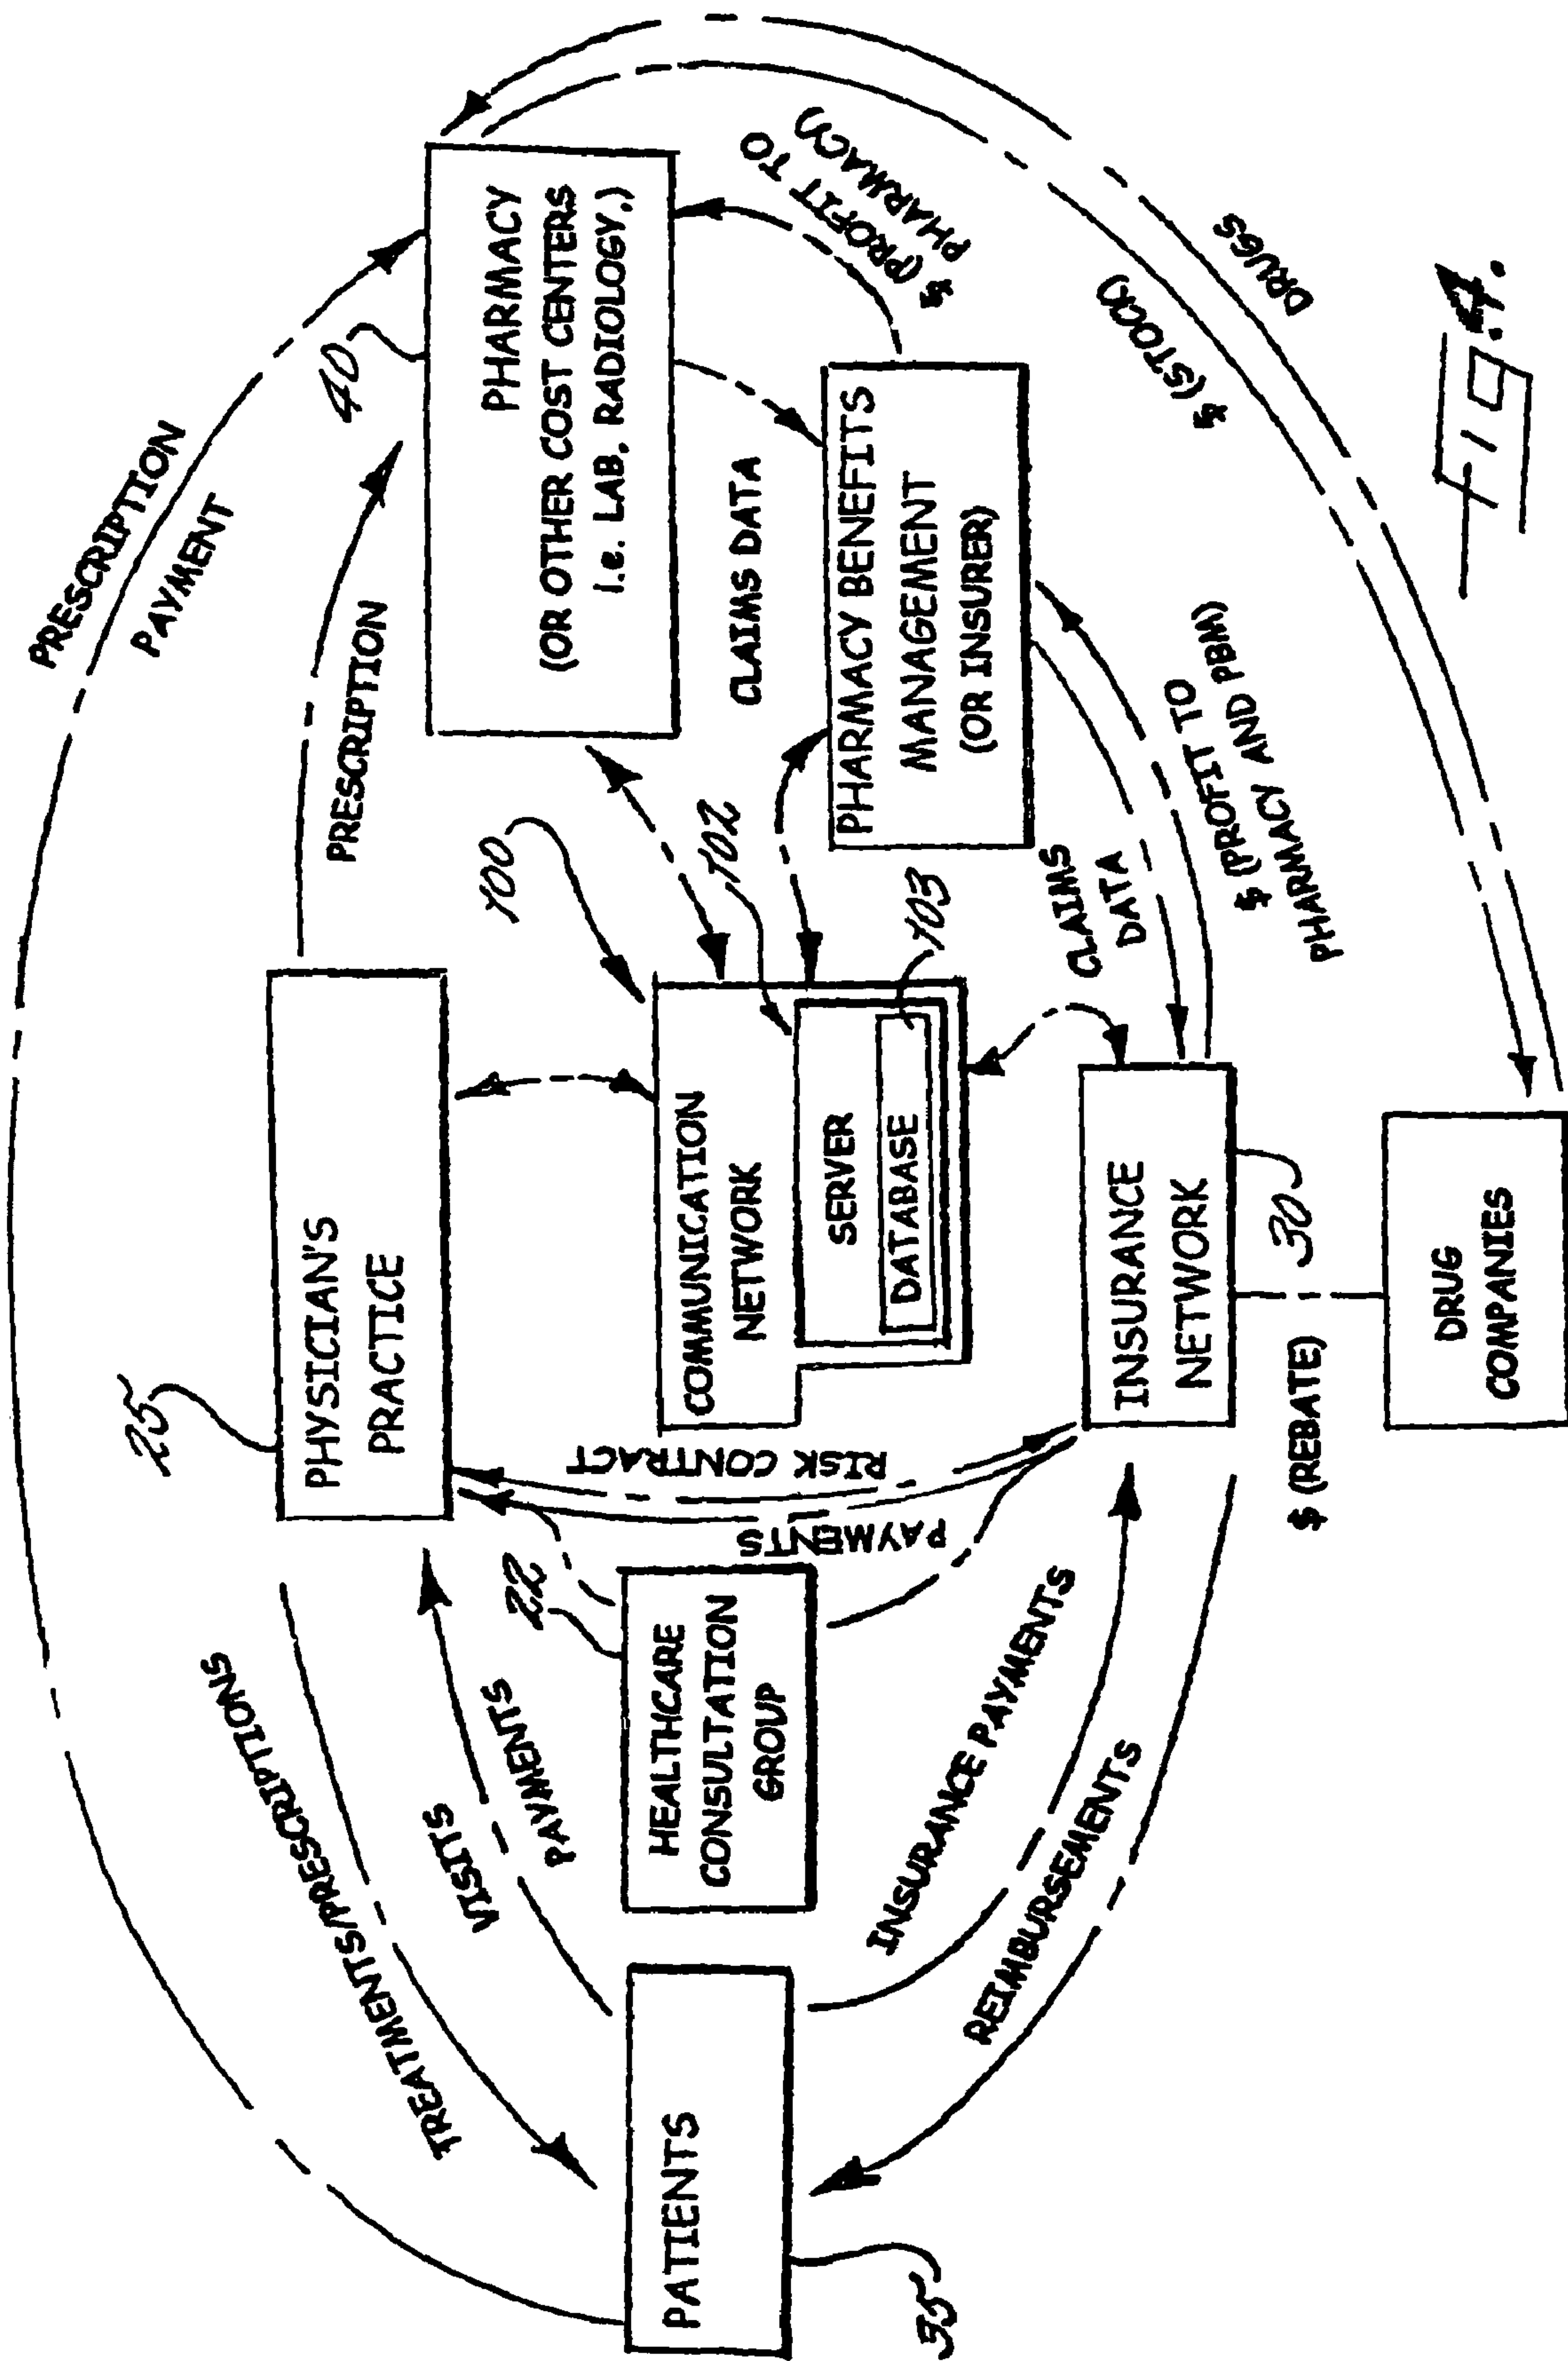 PRESCRIPTION
PAYMENT
25
PHYSICIAN'S
PRACTICE
PRESCRIPTION
40
PHARMACY
(OR OTHER COST CENTERS
i.e. LAB, RADIOLOGY,)
TREATMENTS/PRESCRIPTIONS
VISITS
PAYMENTS
22
HEALTHCARE
CONSULTATION
GROUP
PAYMENTS
RISK CONTRACT
100
COMMUNICATION
NETWORK
102
SERVER
DATABASE
103
CLAIMS DATA
$ (PROFIT TO
PHARMACY)
PHARMACY BENEFITS
MANAGEMENT
(OR INSURER)
PATIENTS
35
INSURANCE PAYMENTS
REIMBURSEMENTS
INSURANCE
NETWORK
30
CLAIMS
DATA
$ (PROFIT TO
PHARMACY AND PBM)
$ (STOCK)
DRUGS
$ (REBATE)
DRUG
COMPANIES